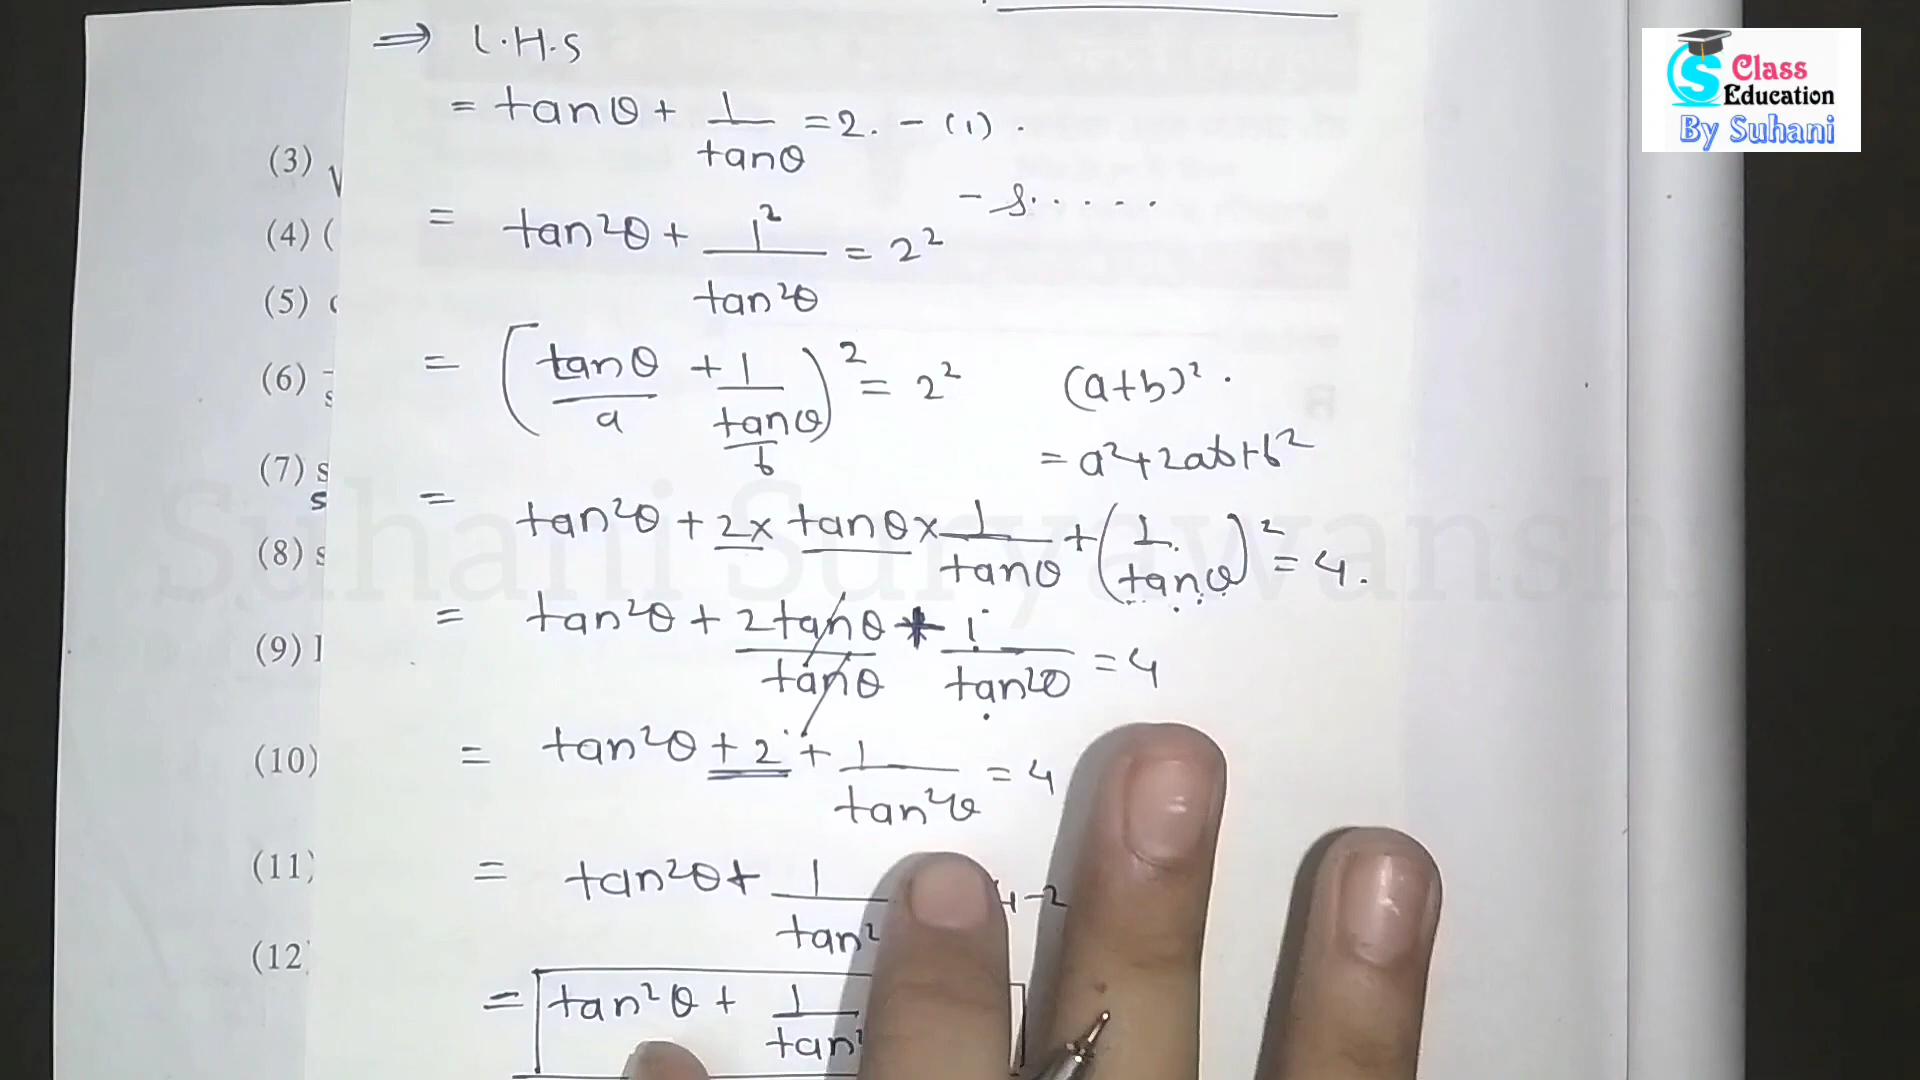 ⇒ L.H.S
= tanθ + 1/tanθ = 2. - (1) .
- S.....
= tan²θ + 1²/tan²θ = 2²
= (tanθ/a + 1/tanθ/b)² = 2²
(a+b)² .
= a²+2ab+b²
= tan²θ + 2x tanθ x 1/tanθ + (1/tanθ)² = 4.
= tan²θ + 2tanθ/tanθ + 1/tan²θ = 4
= tan²θ + 2 + 1/tan²θ = 4
= tan²θ + 1/tan² 4-2
= tan²θ + 1/tan²
(3)
(4) (
(5)
(6)
s
(7) s
s
(8) s
(9) l
(10)
(11)
(12)
S Class
Education
By Suhani
Suhani Suryawanshi